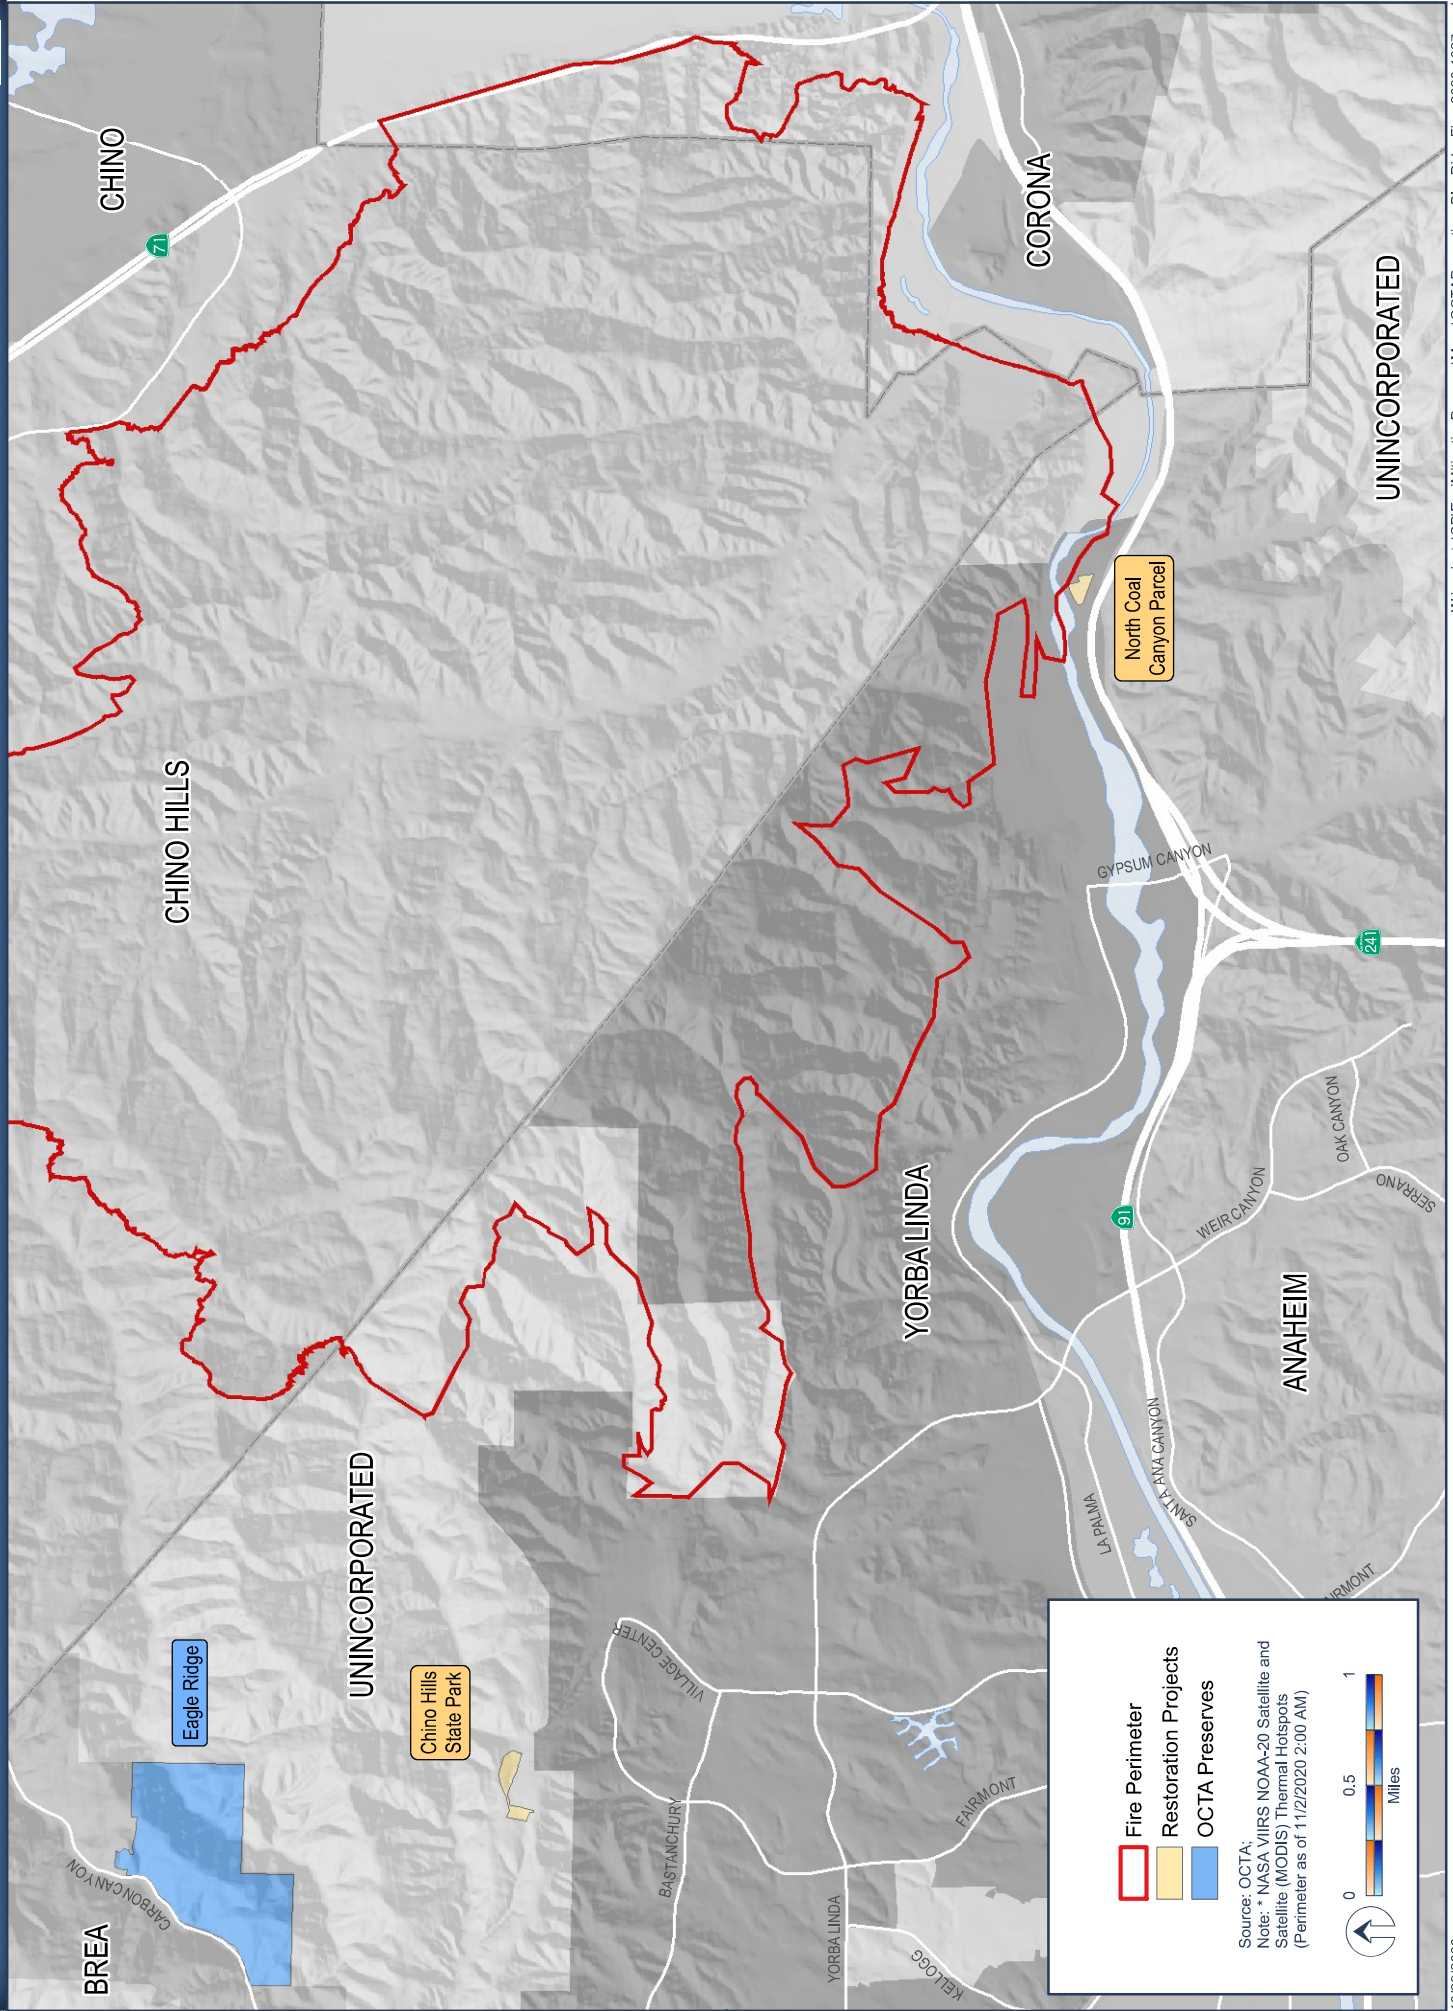 BREA
CARBON CANYON
Eagle Ridge
CHINO HILLS
CHINO
71
UNINCORPORATED
Chino Hills
State Park
VILLAGE CENTER
BASTANCHURY
YORBA LINDA
FAIRMONT
KELLOGG
YORBA LINDA
CORONA
North Coal
Canyon Parcel
GYPSUM CANYON
91
241
WEIR CANYON
OAK CANYON
SERRANO
LA PALMA
SANTA ANA CANYON
ANAHEIM
UNINCORPORATED
Fire Perimeter
Restoration Projects
OCTA Preserves
Source: OCTA;
Note: * NASA VIIRS NOAA-20 Satellite and
Satellite (MODIS) Thermal Hotspots
(Perimeter as of 11/2/2020 2:00 AM)
0 0.5 1
Miles